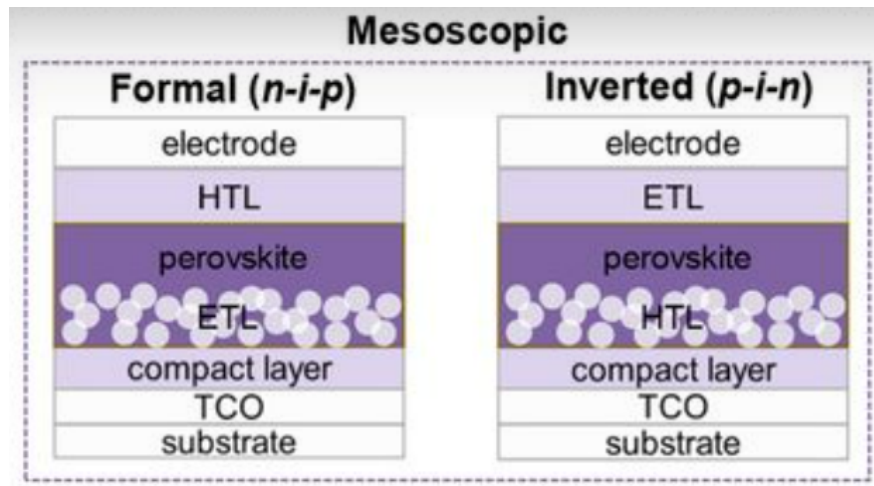 Mesoscopic
Formal (n-i-p)
electrode
HTL
perovskite
ETL
compact layer
TCO
substrate
Inverted (p-i-n)
electrode
ETL
perovskite
HTL
compact layer
TCO
substrate